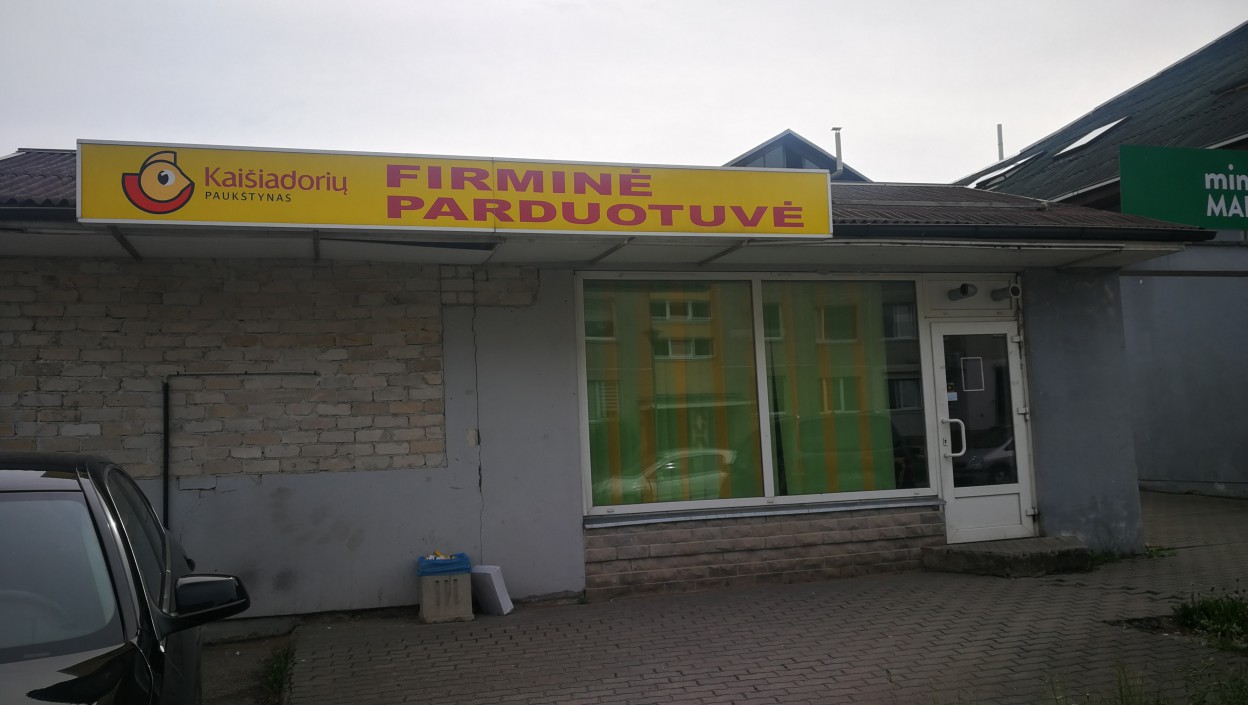 Kaišiadorių
PAUKŠTYNAS
FIRMINĖ
PARDUOTUVĖ